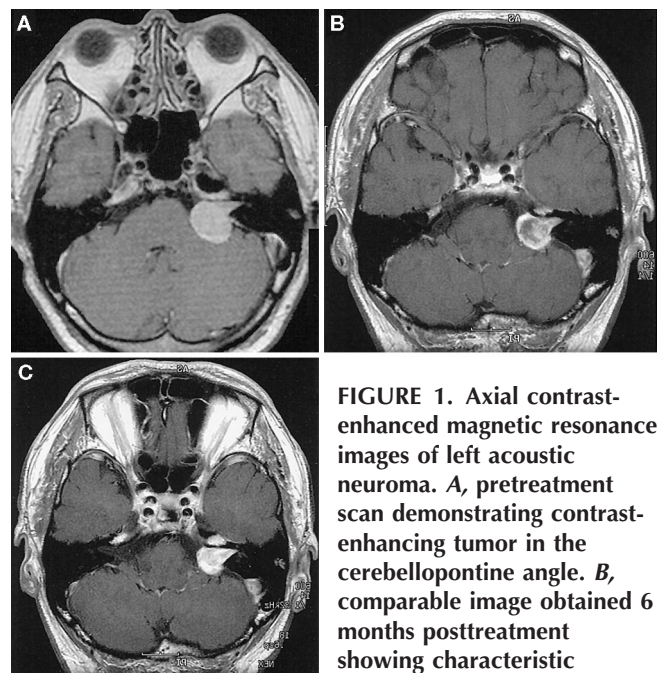 A
B
C
FIGURE 1. Axial contrast-
enhanced magnetic resonance
images of left acoustic
neuroma. A, pretreatment
scan demonstrating contrast-
enhancing tumor in the
cerebellopontine angle. B,
comparable image obtained 6
months posttreatment
showing characteristic